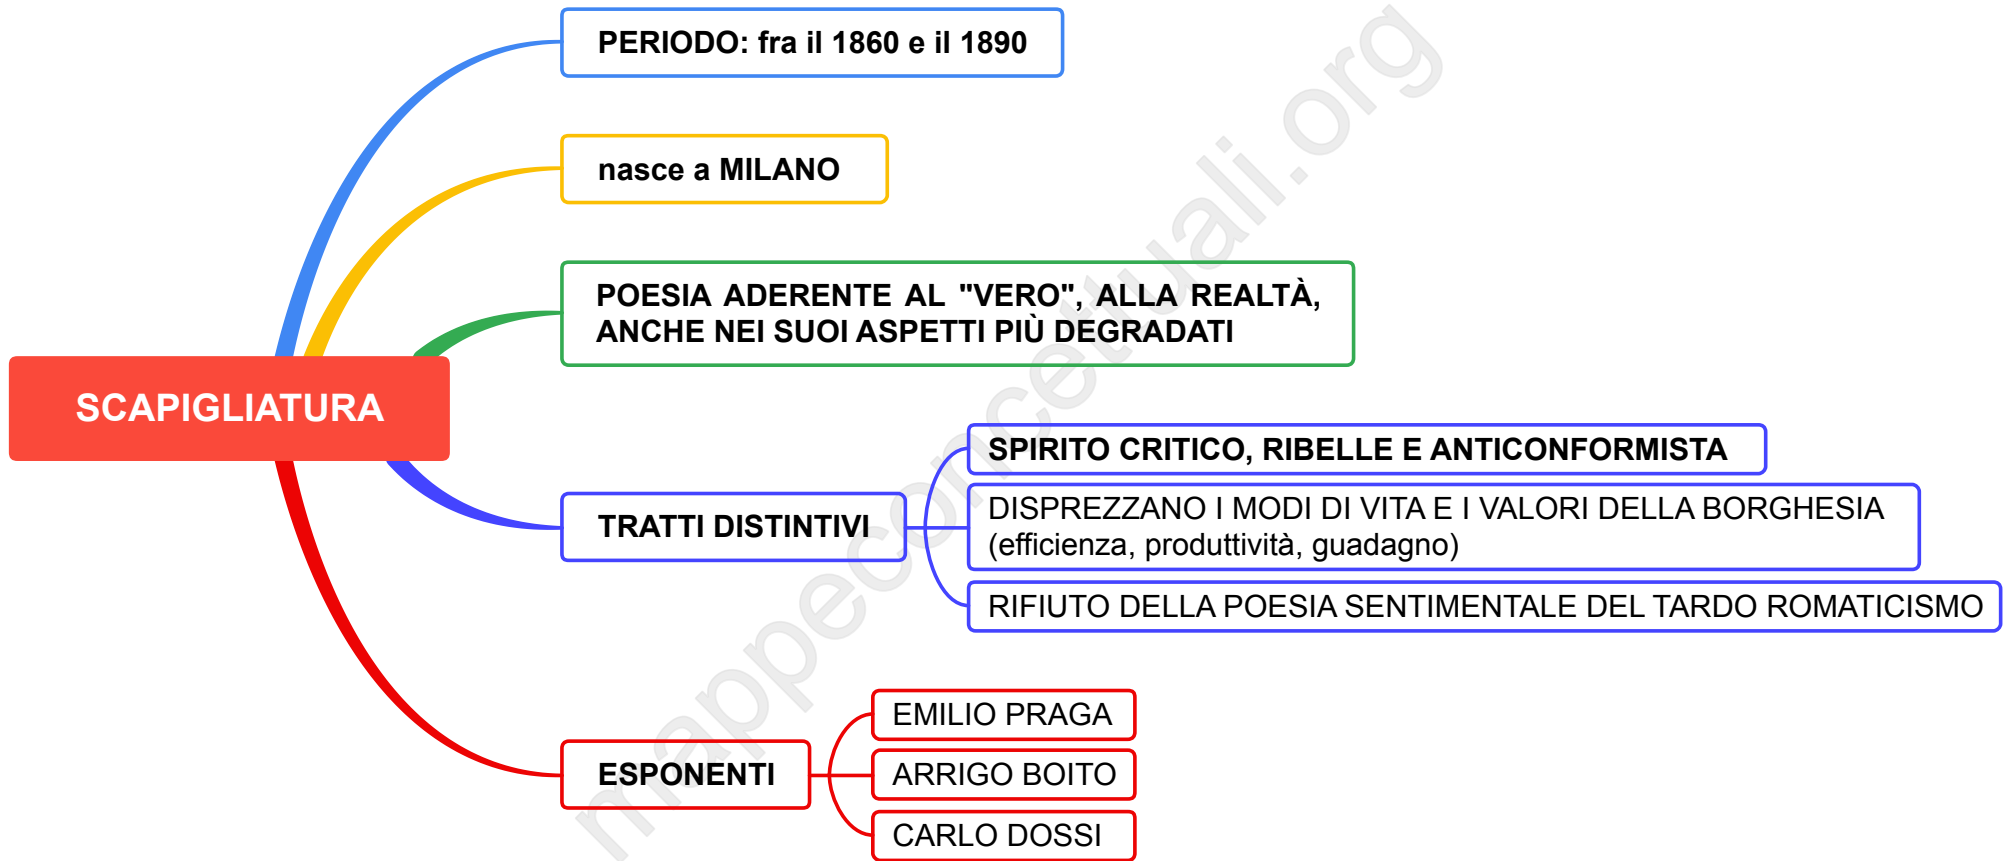 PERIODO: fra il 1860 e il 1890
nasce a MILANO
POESIA ADERENTE AL "VERO", ALLA REALTÀ,
ANCHE NEI SUOI ASPETTI PIÙ DEGRADATI
SCAPIGLIATURA
TRATTI DISTINTIVI
SPIRITO CRITICO, RIBELLE E ANTICONFORMISTA
DISPREZZANO I MODI DI VITA E I VALORI DELLA BORGHESIA
(efficienza, produttività, guadagno)
RIFIUTO DELLA POESIA SENTIMENTALE DEL TARDO ROMATICISMO
ESPONENTI
EMILIO PRAGA
ARRIGO BOITO
CARLO DOSSI
mappeconcettuali.org